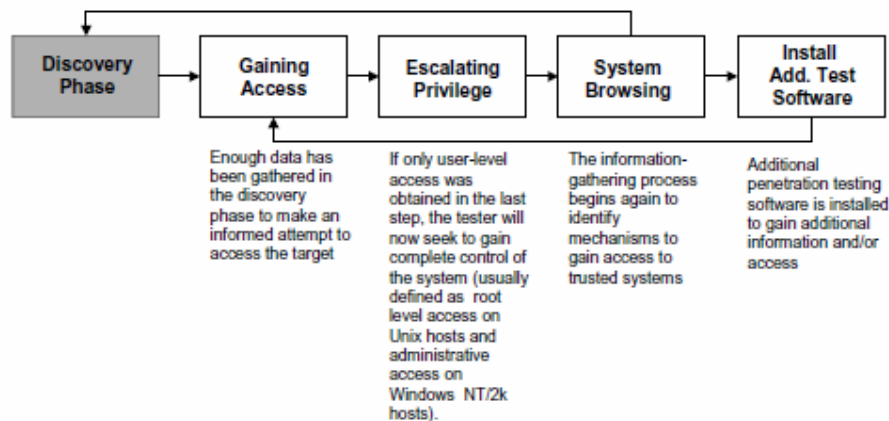 Discovery
Phase
Gaining
Access
Escalating
Privilege
System
Browsing
Install
Add. Test
Software
Enough data has
been gathered in
the discovery
phase to make an
informed attempt to
access the target
If only user-level
access was
obtained in the last
step, the tester will
now seek to gain
complete control of
the system (usually
defined as root
level access on
Unix hosts and
administrative
access on
Windows NT/2k
hosts).
The information-
gathering process
begins again to
identify
mechanisms to
gain access to
trusted systems
Additional
penetration testing
software is installed
to gain additional
information and/or
access